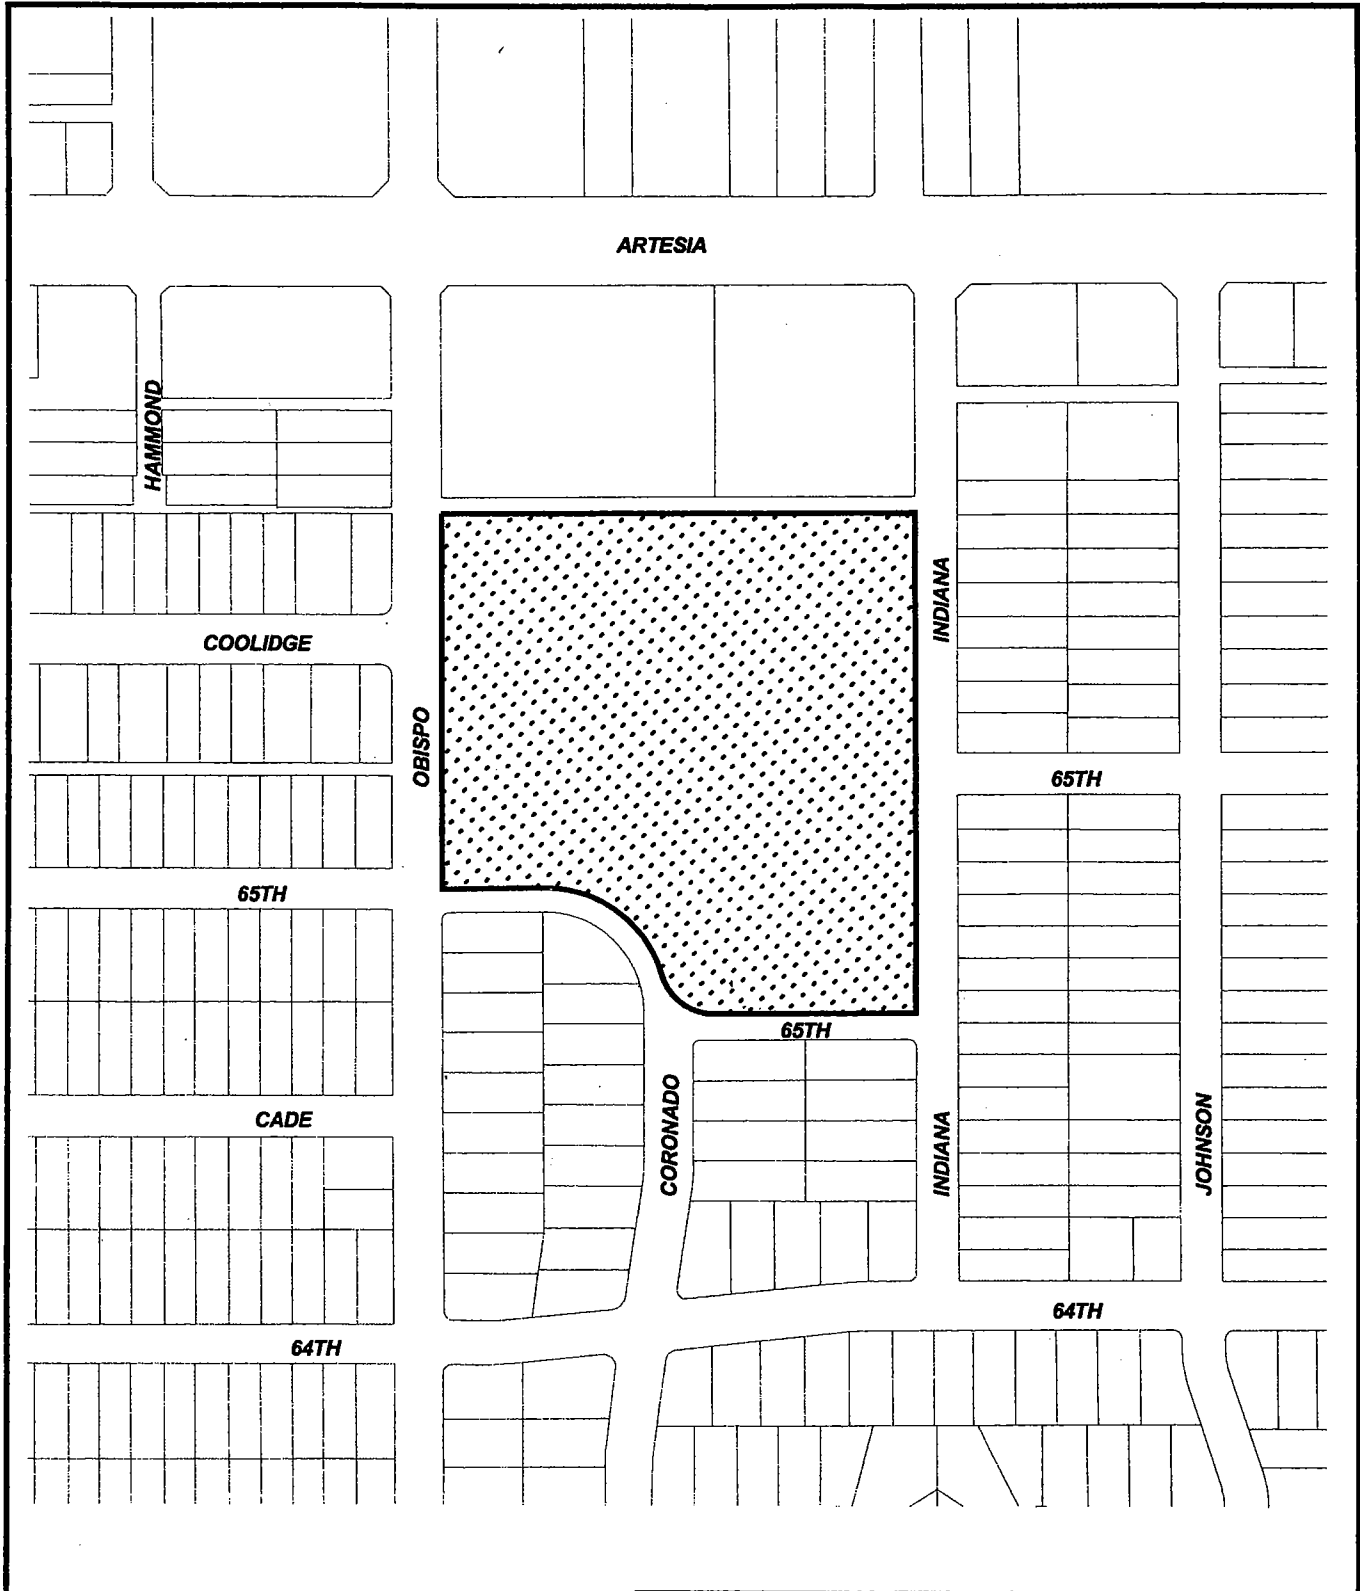 ARTESIA
HAMMOND
INDIANA
COOLIDGE
OBISPO
65TH
65TH
65TH
CORONADO
INDIANA
JOHNSON
CADE
64TH
64TH